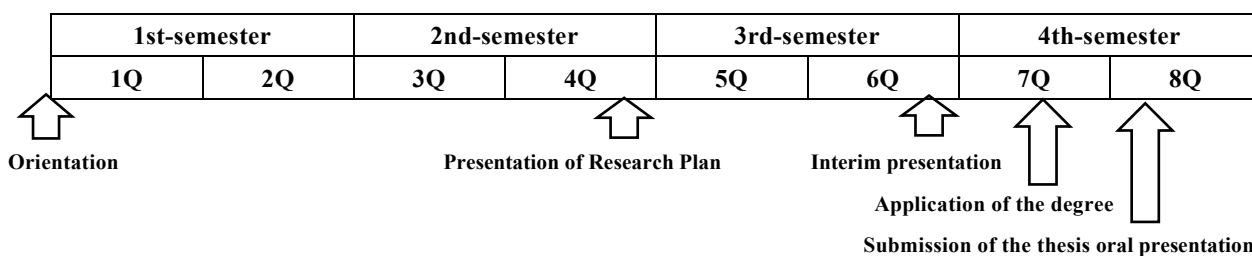 1st-semester 2nd-semester 3rd-semester 4th-semester
1Q 2Q 3Q 4Q 5Q 6Q 7Q 8Q
Orientation Presentation of Research Plan Interim presentation
Application of the degree
Submission of the thesis oral presentation